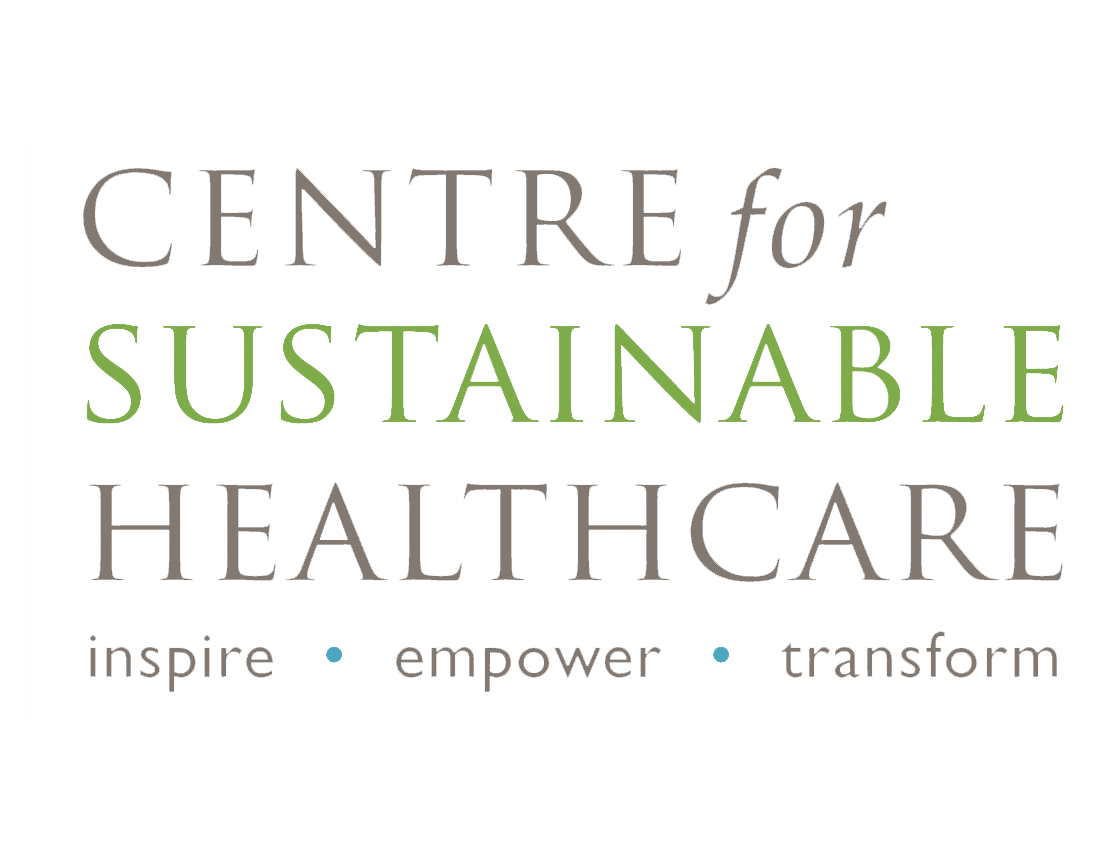 CENTRE for
SUSTAINABLE
HEALTHCARE
inspire • empower • transform